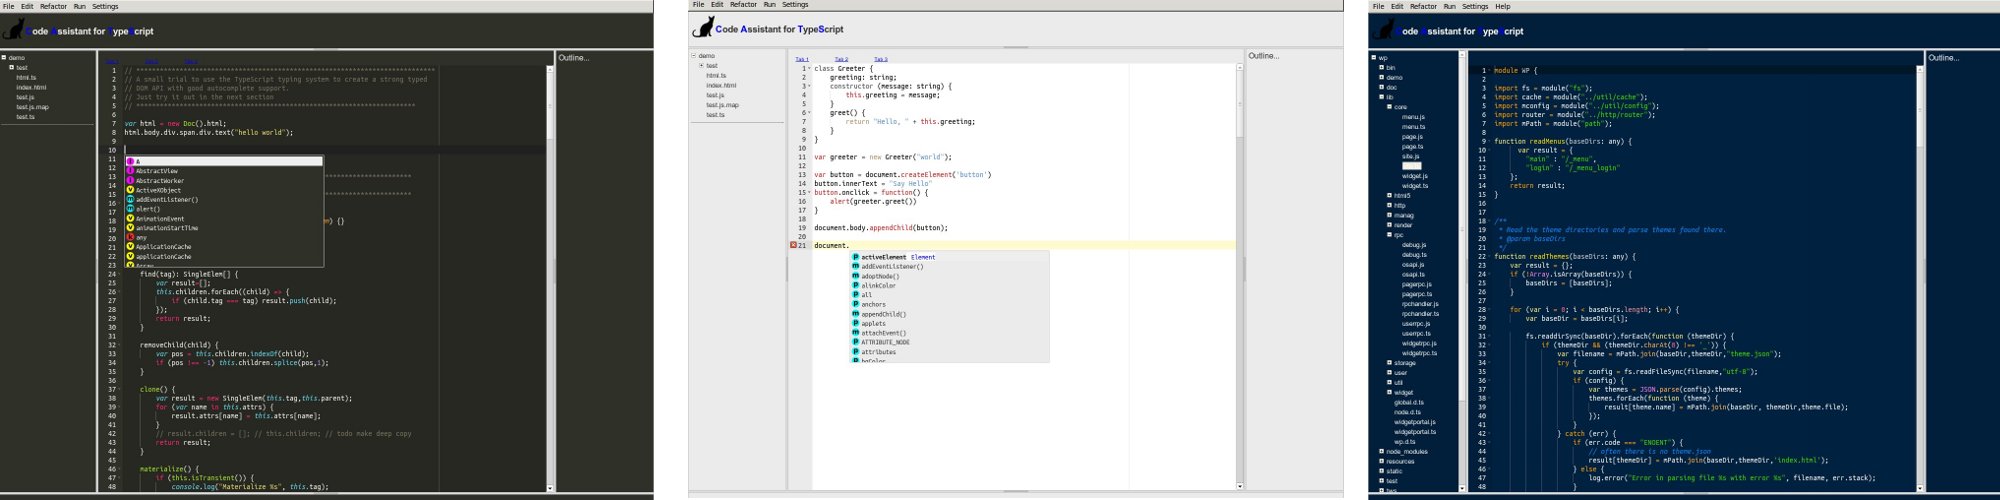 File Edit Refactor Run Settings
Code Assistant for TypeScript
demo
test
html.ts
index.html
test.js
test.js.map
test.ts
Tab 1 Tab 2 Tab 3
1 // ********************************************************************
2 // A small trial to use the TypeScript typing system to create a strong typed
3 // DOM API with good autocomplete support.
4 // Just try it out in the next section
5 // ***************************************************************
6
7 var html = new Doc().html;
8 html.body.div.span.div.text("hello world");
9
10
11
12
13
14
15
16
17
18 {}
19
20
21
22
23
A
AbstractView
AbstractWorker
ActiveXObject
addEventListener()
alert()
AnimationEvent
animationStartTime
any
ApplicationCache
applicationCache
Array
24 find(tag): SingleElem[] {
25 var result=[];
26 this.children.forEach((child) => {
27 if (child.tag === tag) result.push(child);
28 });
29 return result;
30 }
31
32 removeChild(child) {
33 var pos = this.children.indexOf(child);
34 if (pos !== -1) this.children.splice(pos,1);
35 }
36
37 clone() {
38 var result = new SingleElem(this.tag,this.parent);
39 for (var name in this.attrs) {
40 result.attrs[name] = this.attrs[name];
41 }
42 // result.children = []; // this.children; // todo make deep copy
43 return result;
44 }
45
46 materialize() {
47 if (this.isTransient()) {
48 console.log("Materialize %s", this.tag);
Outline...
File Edit Refactor Run Settings
Code Assistant for TypeScript
demo
test
html.ts
index.html
test.js
test.js.map
test.ts
Tab 1 Tab 2 Tab 3
1 class Greeter {
2 greeting: string;
3 constructor (message: string) {
4 this.greeting = message;
5 }
6 greet() {
7 return "Hello, " + this.greeting;
8 }
9 }
10
11 var greeter = new Greeter("world");
12
13 var button = document.createElement('button')
14 button.innerText = "Say Hello"
15 button.onclick = function() {
16 alert(greeter.greet())
17 }
18
19 document.body.appendChild(button);
20
21 document.
activeElement Element
addEventListener()
adoptNode()
alinkColor
all
anchors
appendChild()
applets
attachEvent()
ATTRIBUTE_NODE
attributes
bgColor
Outline...
File Edit Refactor Run Settings Help
Code Assistant for TypeScript
wp
bin
demo
doc
lib
core
menu.js
menu.ts
page.js
page.ts
site.js
widget.js
widget.ts
html5
http
manag
render
rpc
debug.js
debug.ts
osapi.js
osapi.ts
pagerpc.js
pagerpc.ts
rpchandler.js
rpchandler.ts
userrpc.js
userrpc.ts
widgetrpc.js
widgetrpc.ts
storage
user
util
widget
global.d.ts
node.d.ts
widgetportal.js
widgetportal.ts
wp.d.ts
node_modules
resources
static
test
tws
1 module WP {
2
3 import fs = module("fs");
4 import cache = module("../util/cache");
5 import mconfig = module("../util/config");
6 import router = module("../http/router");
7 import mPath = module("path");
8
9 function readMenus(baseDirs: any) {
10 var result = {
11 "main" : "/_menu",
12 "login" : "/_menu_login"
13 };
14 return result;
15 }
16
17
18 /**
19 * Read the theme directories and parse themes found there.
20 * @param baseDirs
21 */
22 function readThemes(baseDirs: any) {
23 var result = {};
24 if (!Array.isArray(baseDirs)) {
25 baseDirs = [baseDirs];
26 }
27
28 for (var i = 0; i < baseDirs.length; i++) {
29 var baseDir = baseDirs[i];
30
31 fs.readdirSync(baseDir).forEach(function (themeDir) {
32 if (themeDir && (themeDir.charAt(0) !== '_')) {
33 var filename = mPath.join(baseDir,themeDir,"theme.json");
34 try {
35 var config = fs.readFileSync(filename,"utf-8");
36 if (config) {
37 var themes = JSON.parse(config).themes;
38 themes.forEach(function (theme) {
39 result[theme.name] = mPath.join(baseDir, themeDir,theme.file);
40 });
41 }
42 } catch (err) {
43 if (err.code === "ENOENT") {
44 // often there is no theme.json
45 result[themeDir] = mPath.join(baseDir,themeDir,'index.html');
46 } else {
47 log.error("Error in parsing file %s with error %s", filename, err.stack);
48 }
Outline...